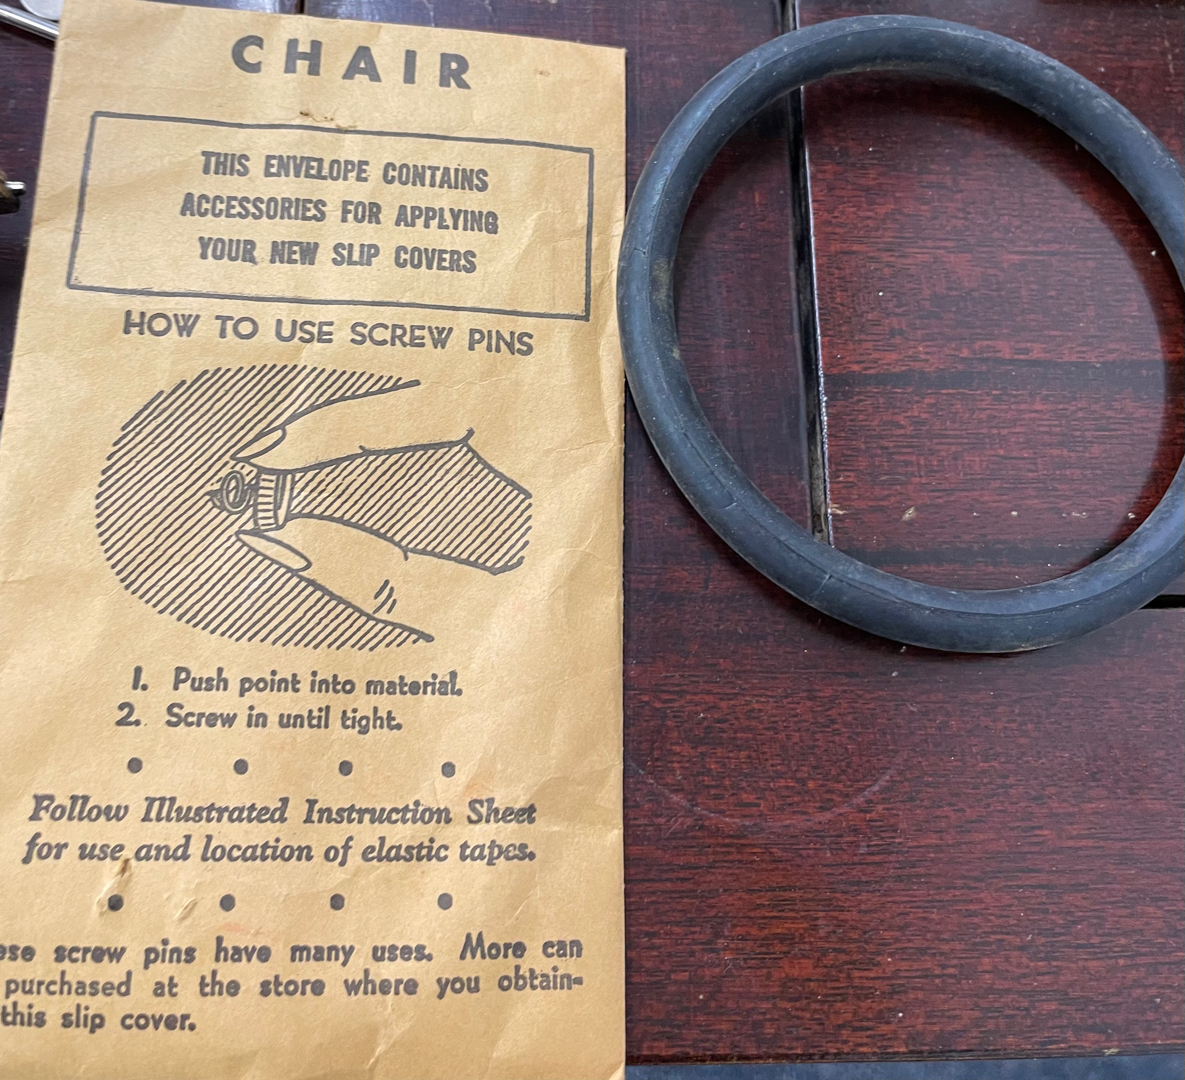 CHAIR
THIS ENVELOPE CONTAINS
ACCESSORIES FOR APPLYING
YOUR NEW SLIP COVERS
HOW TO USE SCREW PINS
1. Push point into material.
2. Screw in until tight.
Follow Illustrated Instruction Sheet
for use and location of elastic tapes.
screw pins have many uses. More can
purchased at the store where you obtain-
this slip cover.